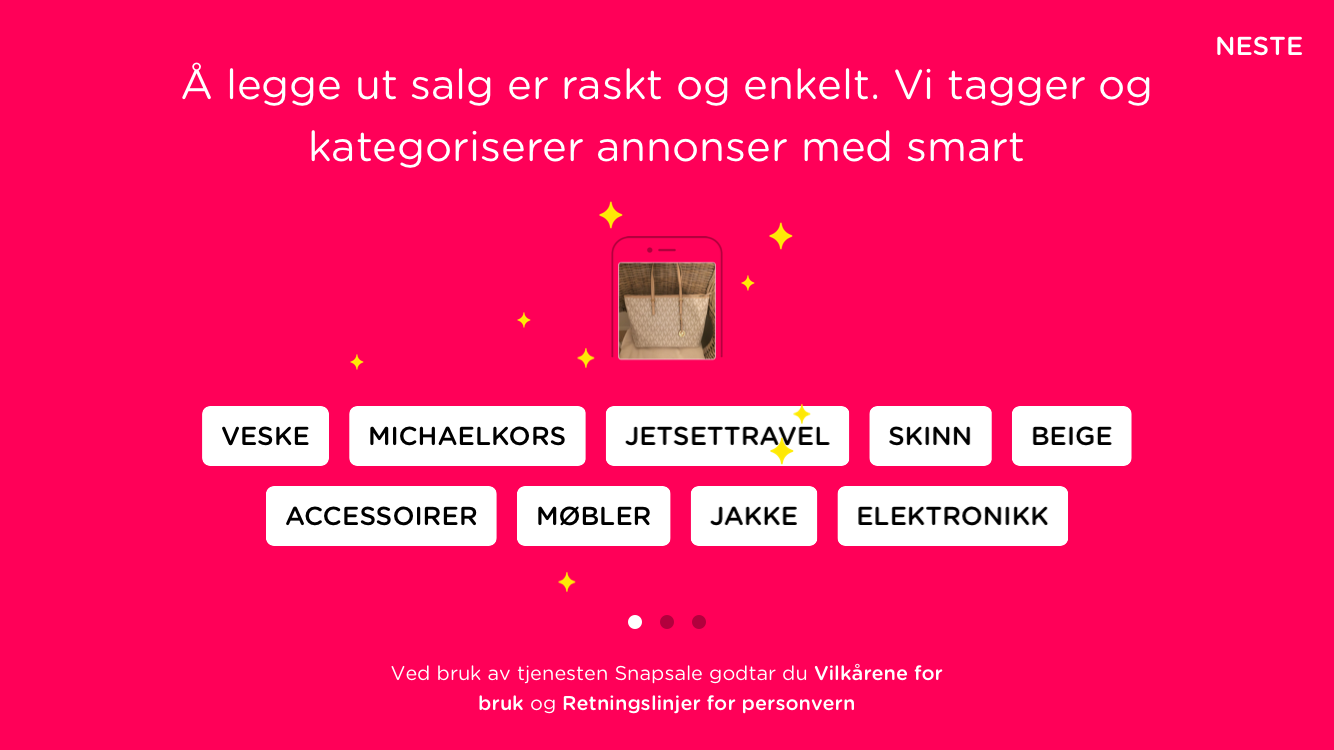 NESTE
Å legge ut salg er raskt og enkelt. Vi tagger og
kategoriserer annonser med smart
VESKE MICHAELKORS JETSETTRAVEL SKINN BEIGE
ACCESSOIRER MØBLER JAKKE ELEKTRONIKK
Ved bruk av tjenesten Snapsale godtar du Vilkårene for
bruk og Retningslinjer for personvern